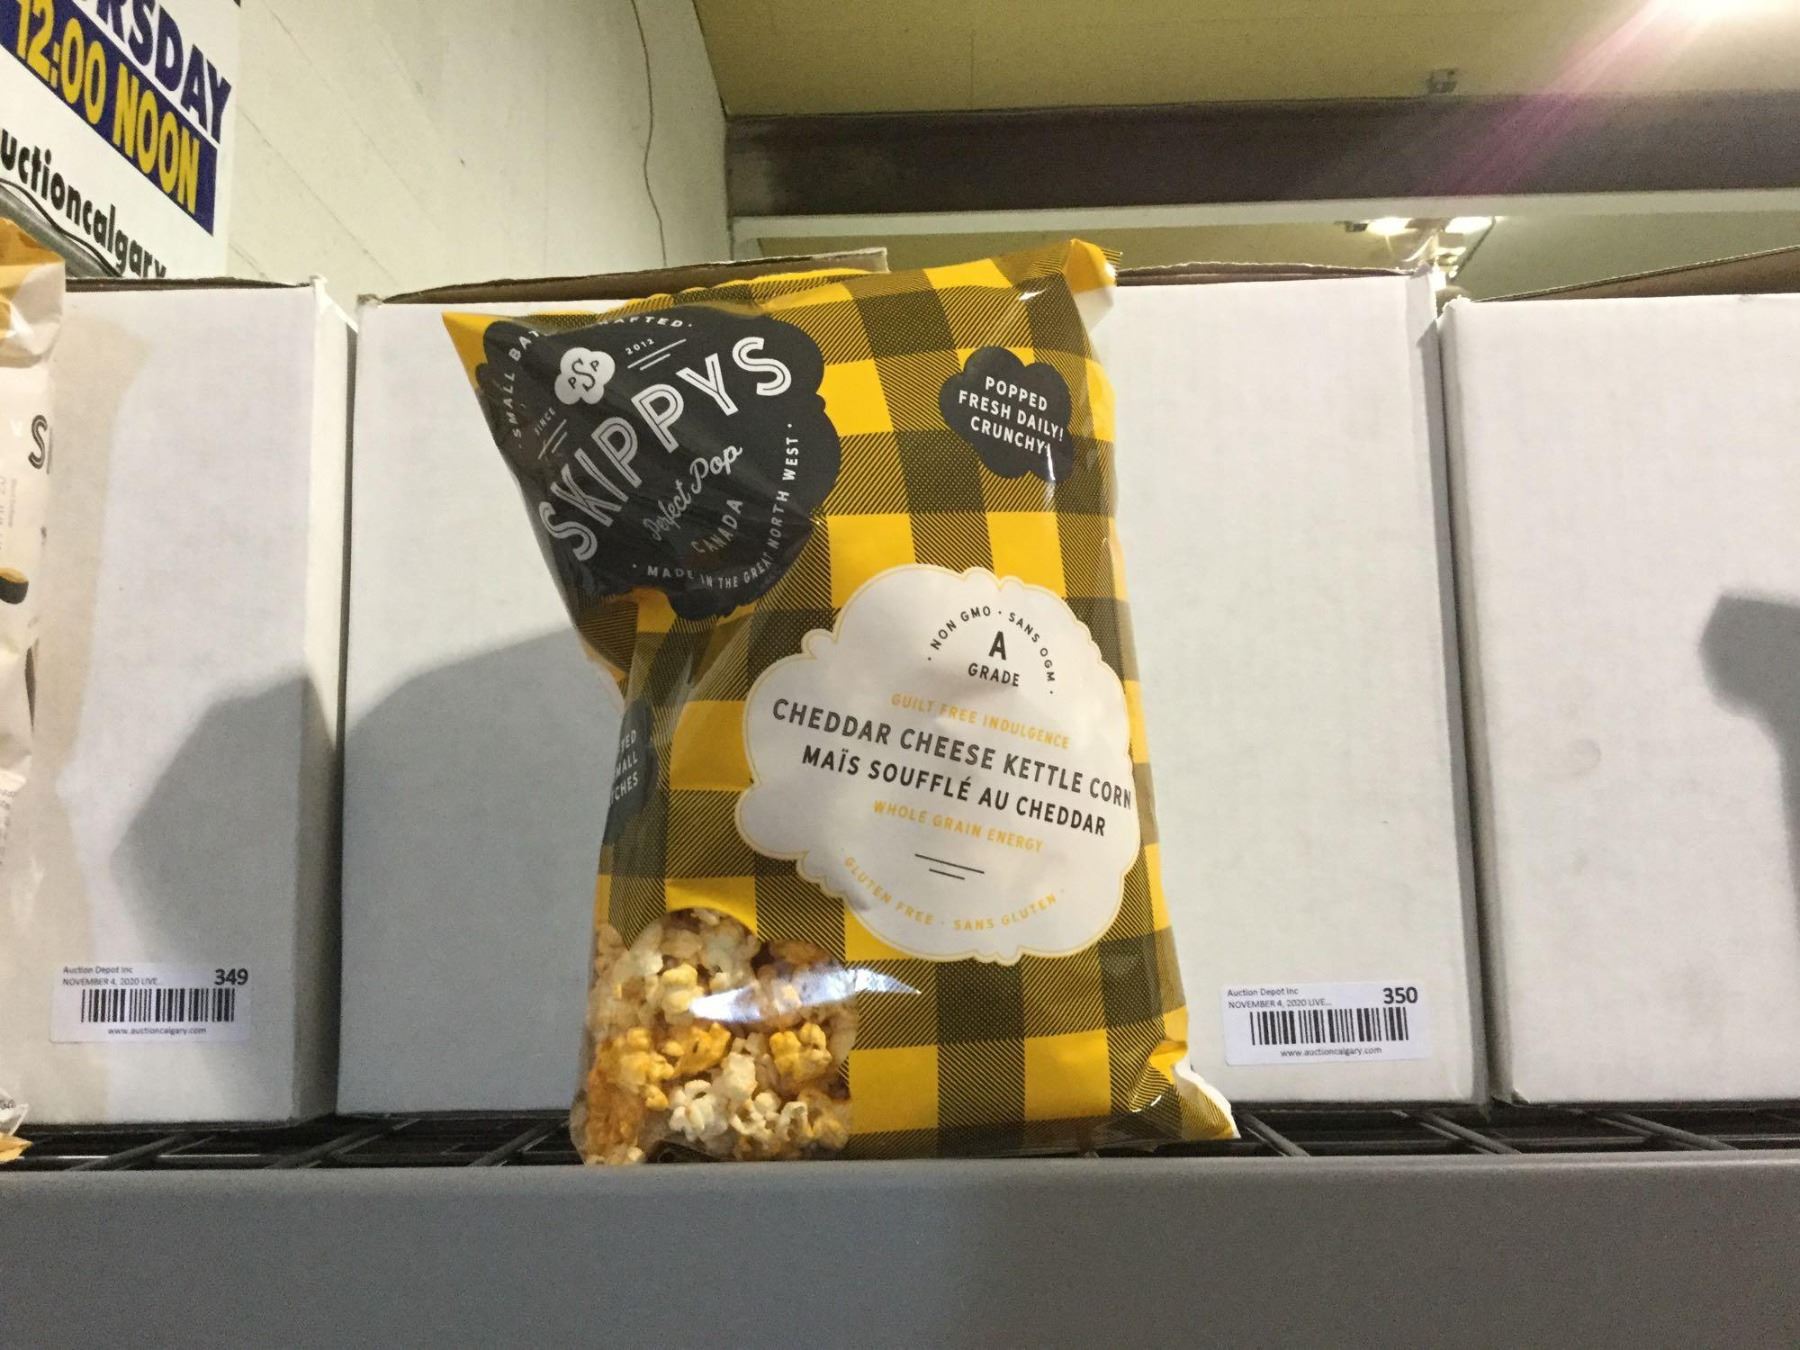 12:00 NOON
SMALL
CRAFTED
PSP
SINCE 2012
SKIPPYS
Perfect Pop
CANADA
MADE IN THE GREAT NORTH WEST
POPPED
FRESH DAILY!
CRUNCHY!
NON GMO · SANS OGM
A
GRADE
GUILT FREE INDULGENCE
CHEDDAR CHEESE KETTLE CORN
MAÏS SOUFFLÉ AU CHEDDAR
WHOLE GRAIN ENERGY
GLUTEN FREE · SANS GLUTEN
Auction Depot Inc
349
NOVEMBER 4, 2020 LIVE...
www.auctioncalgary.com
Auction Depot Inc
350
NOVEMBER 4, 2020 LIVE...
www.auctioncalgary.com